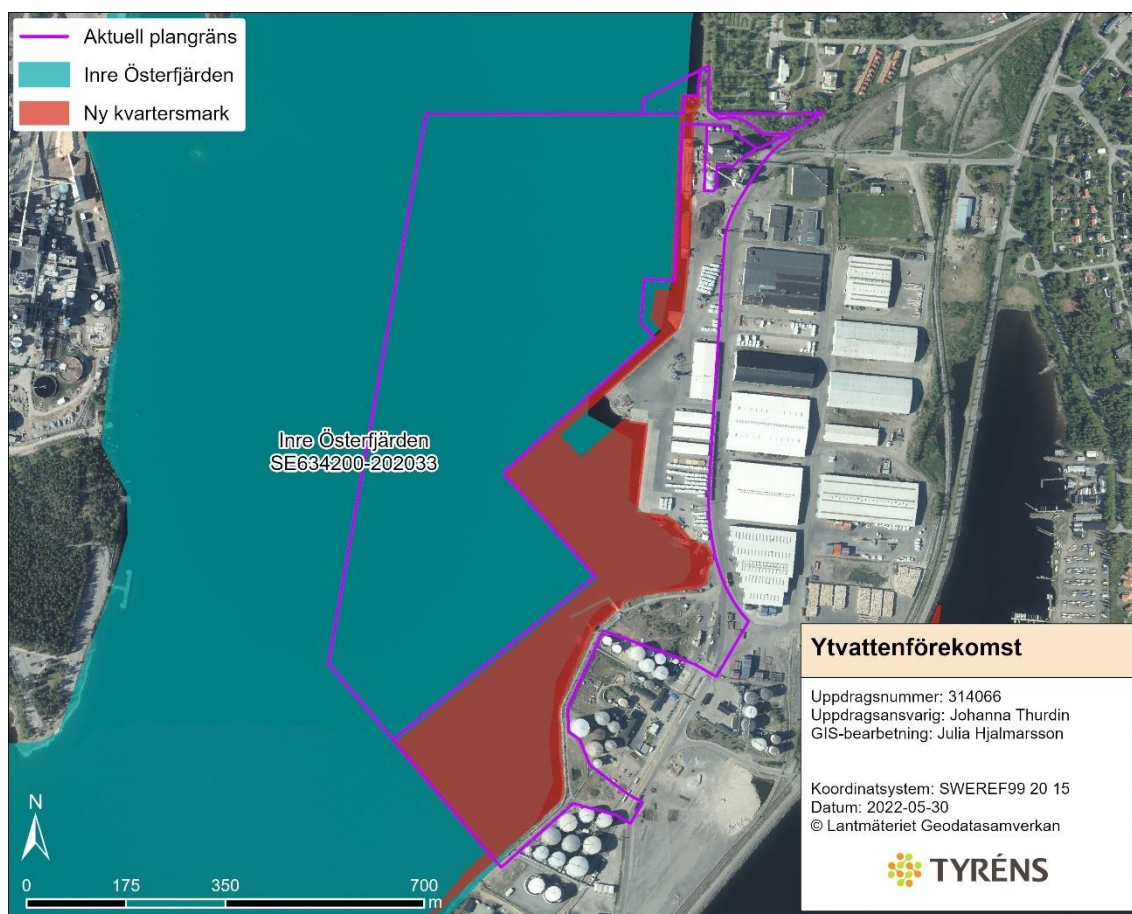 Aktuell plangräns
Inre Österfjärden
Ny kvartersmark
Inre Österfjärden
SE634200-202033
Ytvattenförekomst
Uppdragsnummer: 314066
Uppdragsansvarig: Johanna Thurdin
GIS-bearbetning: Julia Hjalmarsson
Koordinatsystem: SWEREF99 20 15
Datum: 2022-05-30
© Lantmäteriet Geodatasamverkan
TYRÉNS
N
0 175 350 700
m